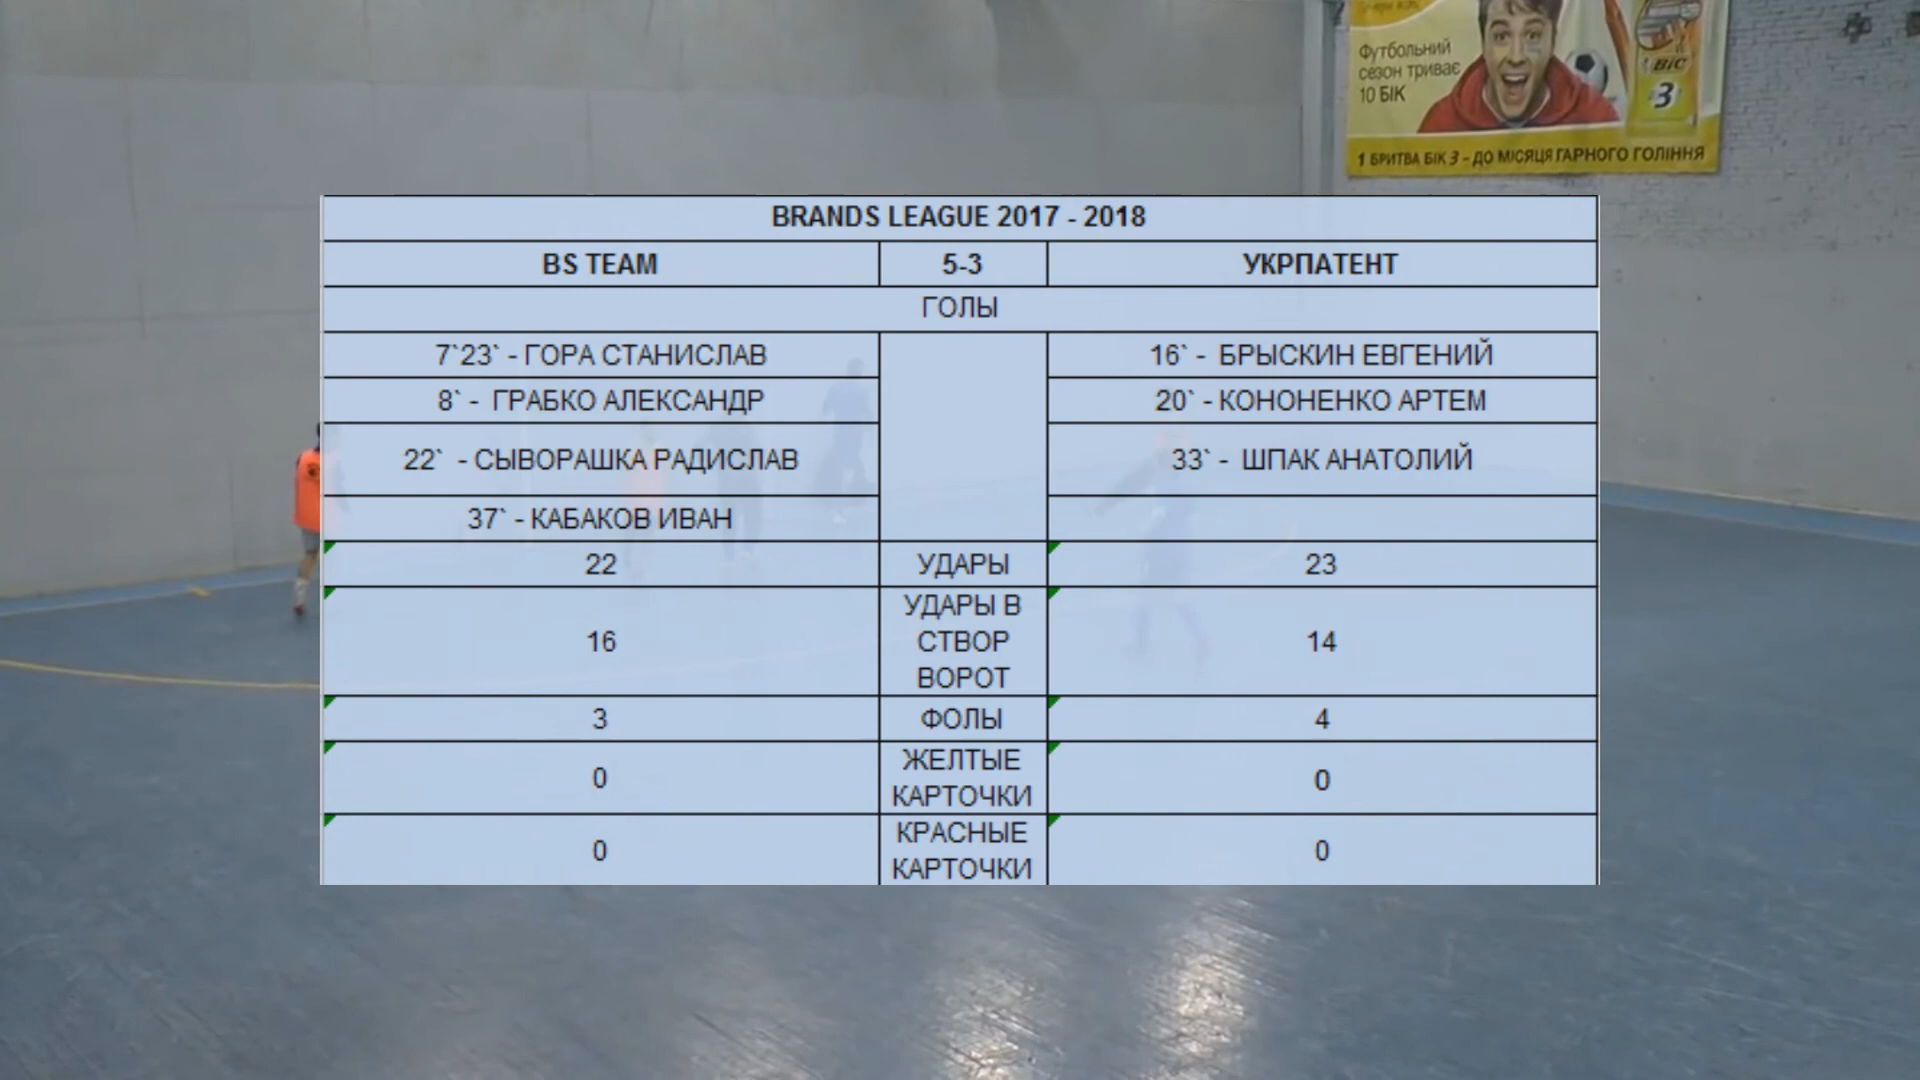 Футбольний
сезон триває
10 БІК
BIC
3
1 БРИТВА БІК 3 - ДО МІСЯЦЯ ГАРНОГО ГОЛІННЯ
BRANDS LEAGUE 2017 - 2018
BS TEAM 5-3 УКРПАТЕНТ
ГОЛЫ
7`23` - ГОРА СТАНИСЛАВ 16` - БРЫСКИН ЕВГЕНИЙ
8` - ГРАБКО АЛЕКСАНДР 20` - КОНОНЕНКО АРТЕМ
22` - СЫВОРАШКА РАДИСЛАВ 33` - ШПАК АНАТОЛИЙ
37` - КАБАКОВ ИВАН
22 УДАРЫ 23
УДАРЫ В
16 СТВОР 14
ВОРОТ
3 ФОЛЫ 4
ЖЕЛТЫЕ
0 КАРТОЧКИ 0
КРАСНЫЕ
0 КАРТОЧКИ 0